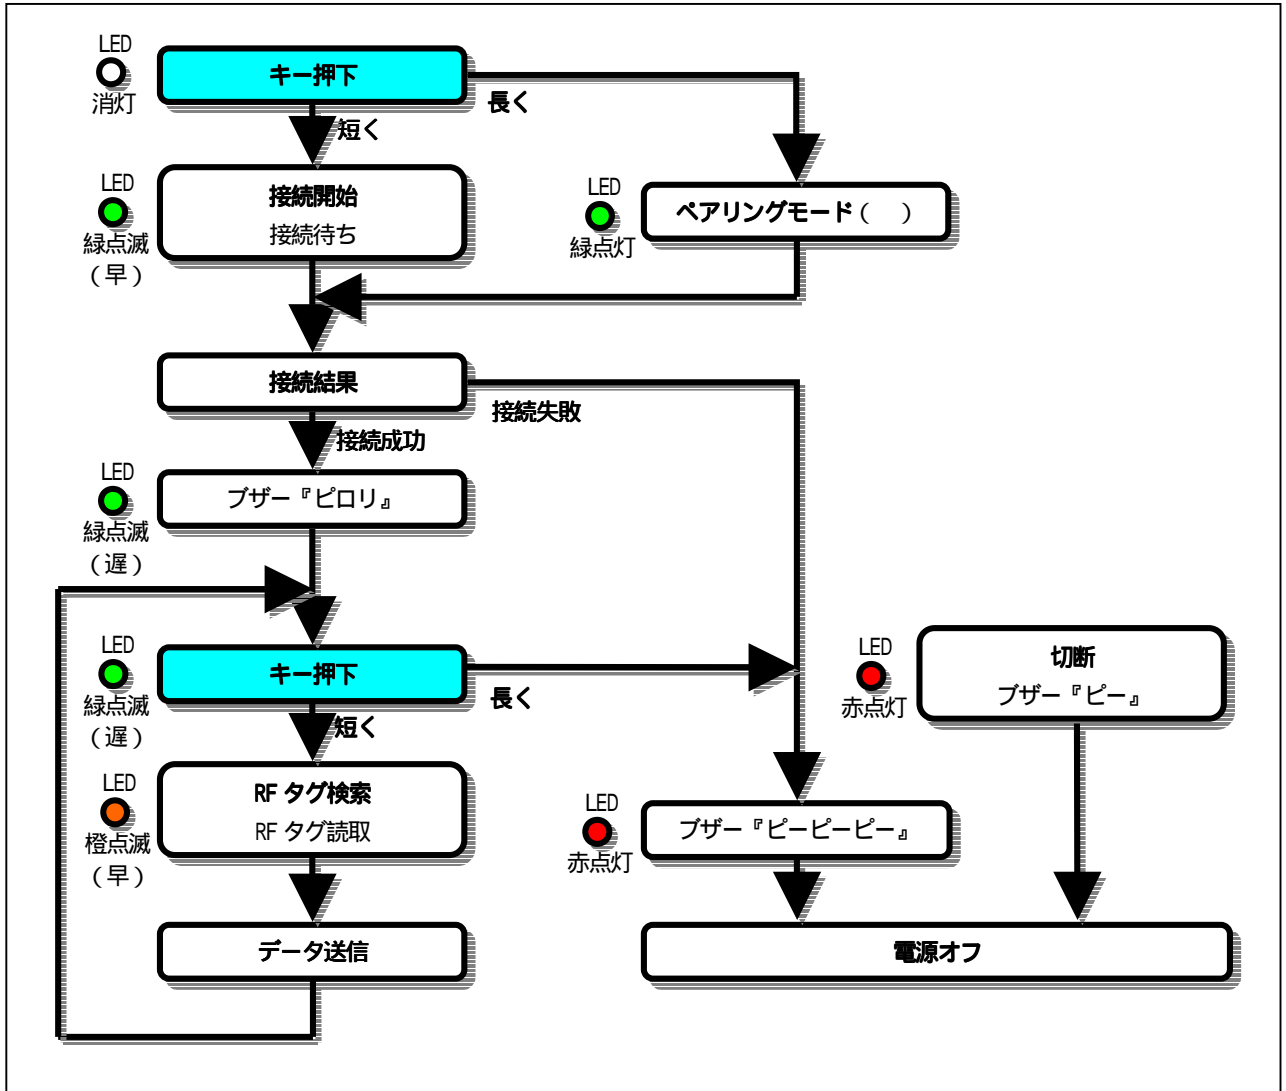 LED
消灯
キー押下
長く
短く
LED
緑点滅
（早）
接続開始
接続待ち
LED
緑点灯
ペアリングモード（　）
接続結果
接続失敗
接続成功
LED
緑点滅
（遅）
ブザー『ピロリ』
LED
緑点滅
（遅）
キー押下
長く
短く
LED
赤点灯
切断
ブザー『ピー』
LED
橙点滅
（早）
RF タグ検索
RF タグ読取
LED
赤点灯
ブザー『ピーピーピー』
データ送信
電源オフ